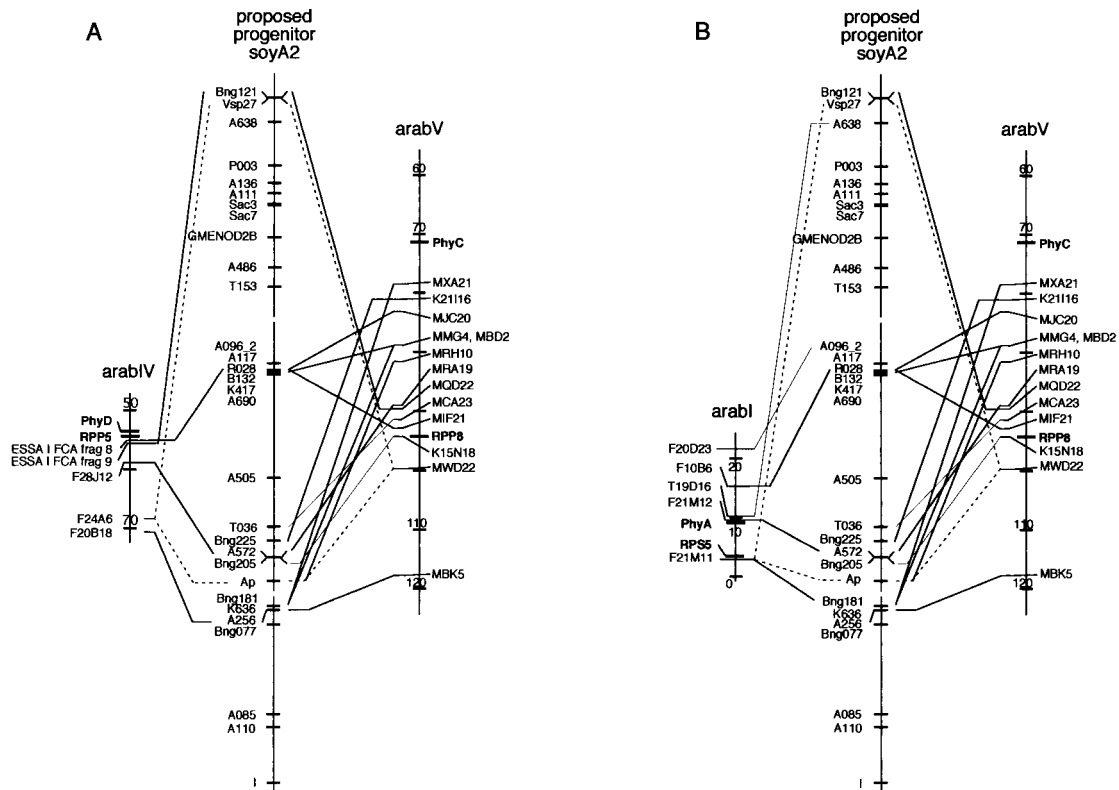 A
proposed
progenitor
soyA2
Bng121
Vsp27
A638
P003
A136
A111
Sac3
Sac7
GMENOD2B
A486
T153
A096_2
A117
R028
B132
K417
A690
A505
T036
Bng225
A572
Bng205
Ap
Bng181
K636
A256
Bng077
A085
A110
I
arabIV
50
PhyD
RPP5
ESSA I FCA frag 8
ESSA I FCA frag 9
F28J12
F24A6
70
F20B18
arabV
60
70
PhyC
MXA21
K21I16
MJC20
MMG4, MBD2
MRH10
MRA19
MQD22
MCA23
MIF21
RPP8
K15N18
MWD22
110
MBK5
120
B
proposed
progenitor
soyA2
Bng121
Vsp27
A638
P003
A136
A111
Sac3
Sac7
GMENOD2B
A486
T153
A096_2
A117
R028
B132
K417
A690
A505
T036
Bng225
A572
Bng205
Ap
Bng181
K636
A256
Bng077
A085
A110
I
arabI
F20D23
20
F10B6
T19D16
F21M12
PhyA
10
RPS5
F21M11
0
arabV
60
70
PhyC
MXA21
K21I16
MJC20
MMG4, MBD2
MRH10
MRA19
MQD22
MCA23
MIF21
RPP8
K15N18
MWD22
110
MBK5
120